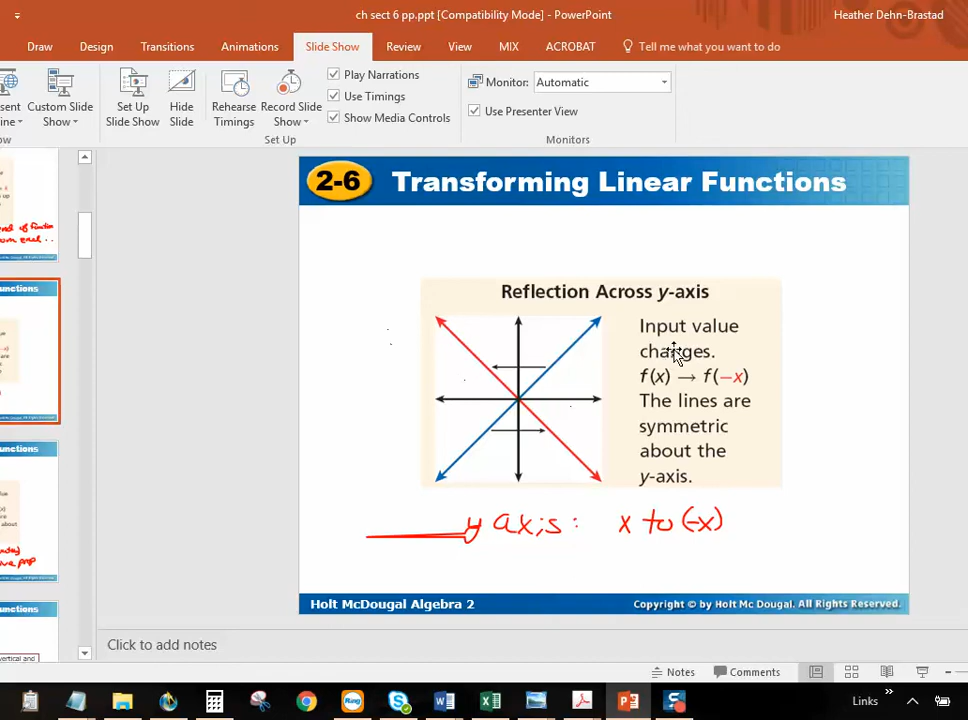 ch sect 6 pp.ppt [Compatibility Mode] - PowerPoint
Heather Dehn-Brastad
Draw Design Transitions Animations Slide Show Review View MIX ACROBAT Tell me what you want to do
Custom Slide Show
Set Up Slide Show
Hide Slide
Rehearse Timings
Record Slide Show
Play Narrations
Use Timings
Show Media Controls
Set Up
Monitor: Automatic
Use Presenter View
Monitors
2-6 Transforming Linear Functions
Reflection Across y-axis
Input value
changes.
f(x) → f(−x)
The lines are
symmetric
about the
y-axis.
y axis: x to (-x)
Holt McDougal Algebra 2
Copyright © by Holt Mc Dougal. All Rights Reserved.
Click to add notes
Notes Comments
Links